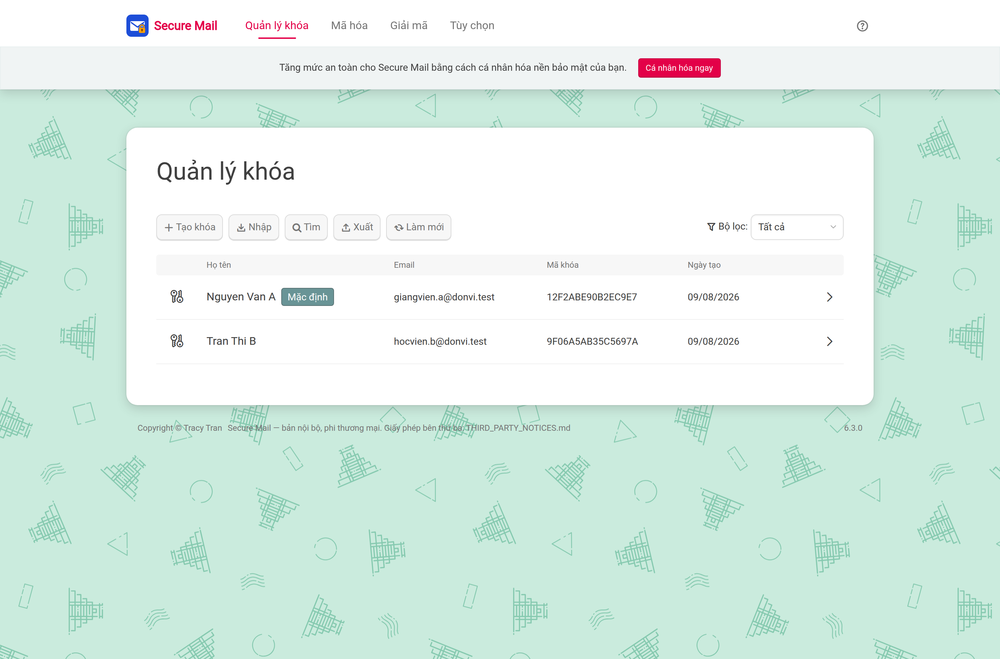 Secure Mail
Quản lý khóa
Mã hóa
Giải mã
Tùy chọn
Tăng mức an toàn cho Secure Mail bằng cách cá nhân hóa nền bảo mật của bạn.
Cá nhân hóa ngay
Quản lý khóa
Tạo khóa
Nhập
Tìm
Xuất
Làm mới
Bộ lọc:
Tất cả
Họ tên Email Mã khóa Ngày tạo
Nguyen Van A Mặc định giangvien.a@donvi.test 12F2ABE90B2EC9E7 09/08/2026
Tran Thi B hocvien.b@donvi.test 9F06A5AB35C5697A 09/08/2026
Copyright © Tracy Tran Secure Mail — bản nội bộ, phi thương mại. Giấy phép bên thứ ba: THIRD_PARTY_NOTICES.md
6.3.0